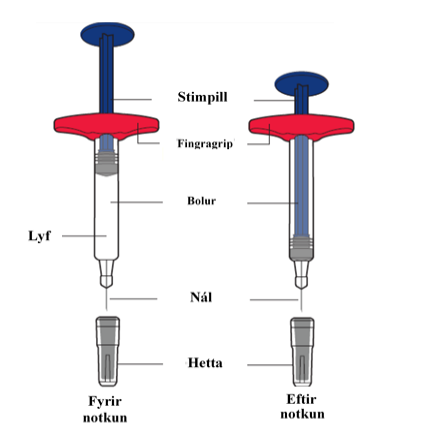 Stimpill
Fingragrip
Bolur
Lyf
Nál
Hetta
Fyrir
notkun
Eftir
notkun